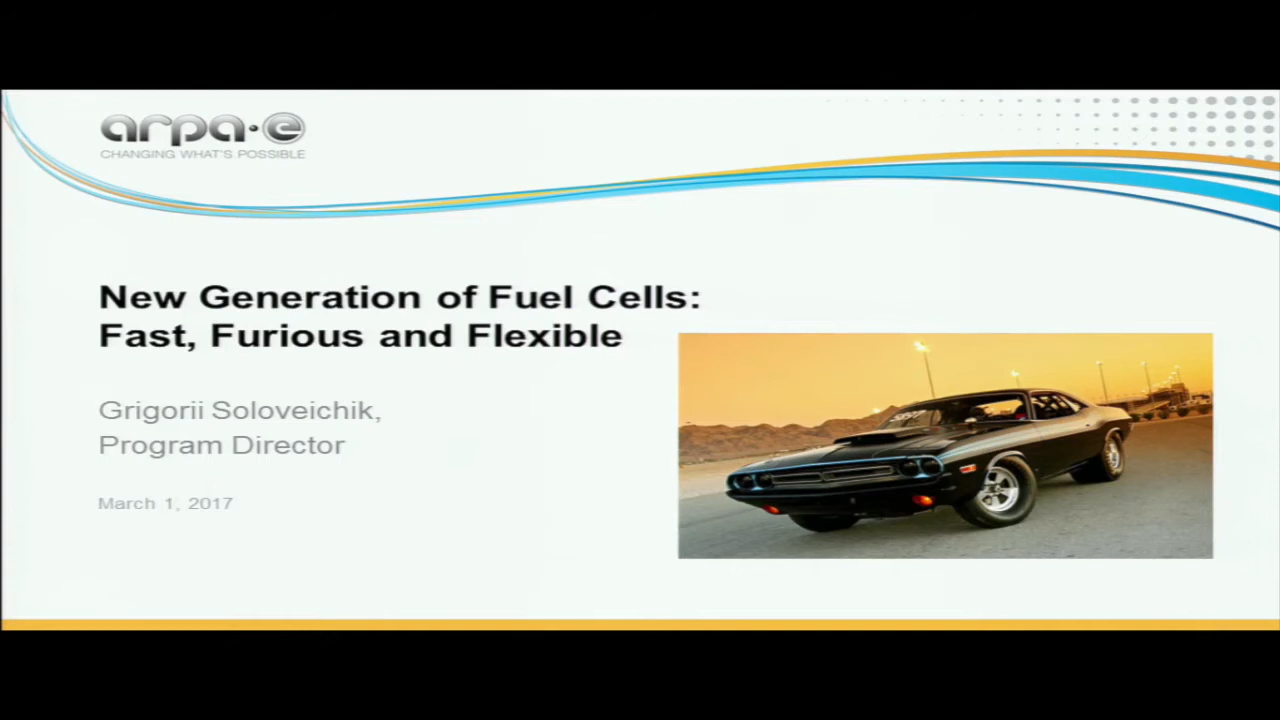 arpa·e
CHANGING WHAT'S POSSIBLE
New Generation of Fuel Cells:
Fast, Furious and Flexible
Grigorii Soloveichik,
Program Director
March 1, 2017